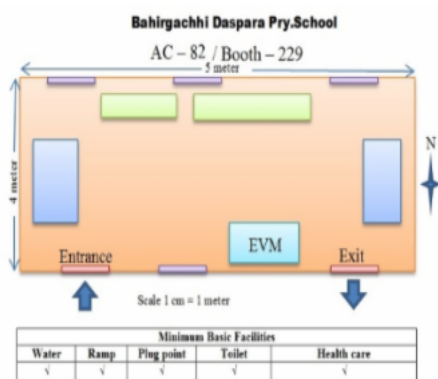 Bahirgachhi Daspara Pry.School
AC – 82 / Booth – 229
5 meter
4 meter
N
EVM
Entrance
Exit
Scale 1 cm = 1 meter
Minimum Basic Facilities
Water Ramp Plug point Toilet Health care
√ √ √ √ √